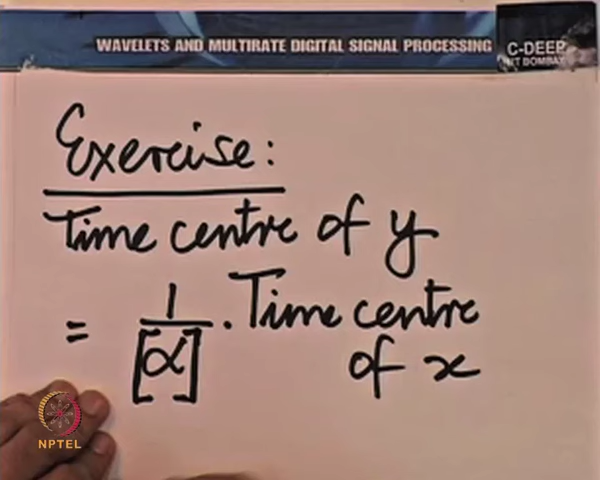 WAVELETS AND MULTIRATE DIGITAL SIGNAL PROCESSING
C-DEEP
IIT BOMBAY
Exercise:
Time centre of y
= 1/[α] . Time centre
of x
NPTEL